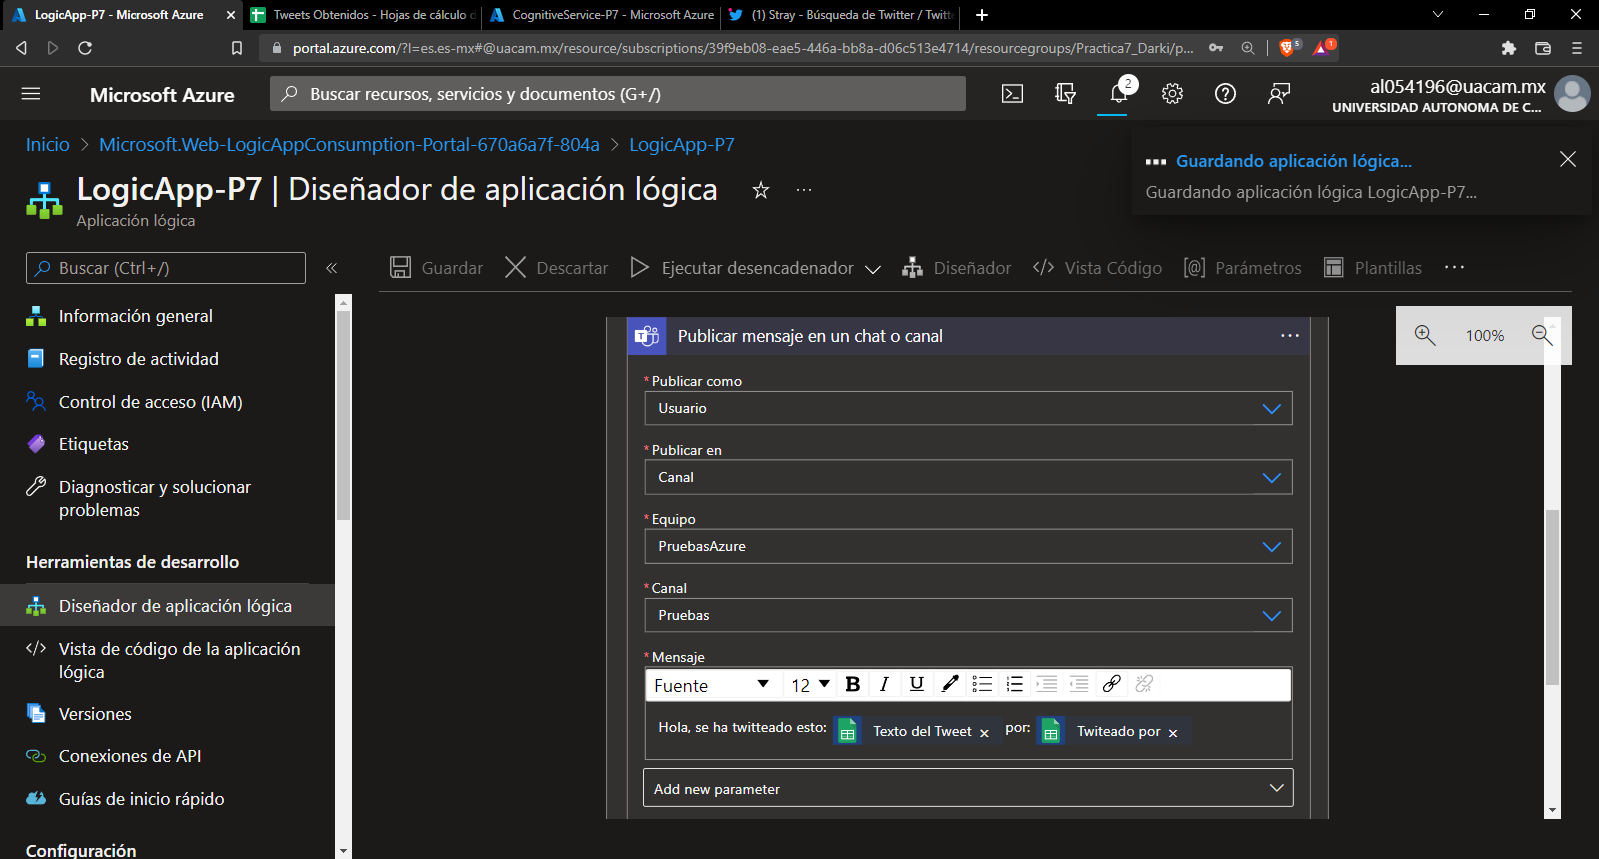 LogicApp-P7 - Microsoft Azure
Tweets Obtenidos - Hojas de cálculo d
CognitiveService-P7 - Microsoft Azure
(1) Stray - Búsqueda de Twitter / Twitt
portal.azure.com/?l=es.es-mx#@uacam.mx/resource/subscriptions/39f9eb08-eae5-446a-bb8a-d06c513e4714/resourcegroups/Practica7_Darki/p...
5
1
Microsoft Azure
Buscar recursos, servicios y documentos (G+/)
2
al054196@uacam.mx
UNIVERSIDAD AUTONOMA DE C...
Inicio > Microsoft.Web-LogicAppConsumption-Portal-670a6a7f-804a > LogicApp-P7
Guardando aplicación lógica...
Guardando aplicación lógica LogicApp-P7...
LogicApp-P7 | Diseñador de aplicación lógica
Aplicación lógica
Buscar (Ctrl+/)
Guardar
Descartar
Ejecutar desencadenador
Diseñador
Vista Código
Parámetros
Plantillas
Información general
Registro de actividad
Control de acceso (IAM)
Etiquetas
Diagnosticar y solucionar
problemas
Herramientas de desarrollo
Diseñador de aplicación lógica
Vista de código de la aplicación
lógica
Versiones
Conexiones de API
Guías de inicio rápido
Configuración
Publicar mensaje en un chat o canal
100%
* Publicar como
Usuario
* Publicar en
Canal
* Equipo
PruebasAzure
* Canal
Pruebas
* Mensaje
Fuente 12 B I U
Hola, se ha twitteado esto: Texto del Tweet × por: Twiteado por ×
Add new parameter